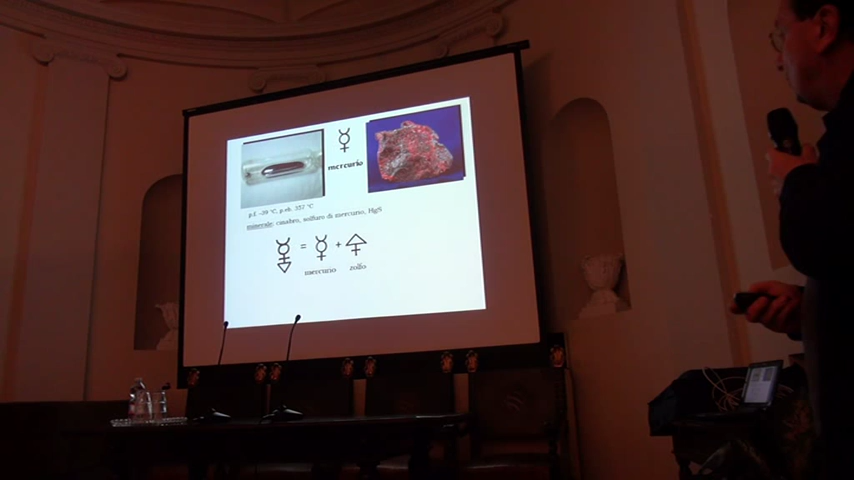 ☿
mercurio
p.f. -39 °C, p.eb. 357 °C
minerale: cinabro, solfuro di mercurio, HgS
= ☿ +
mercurio zolfo